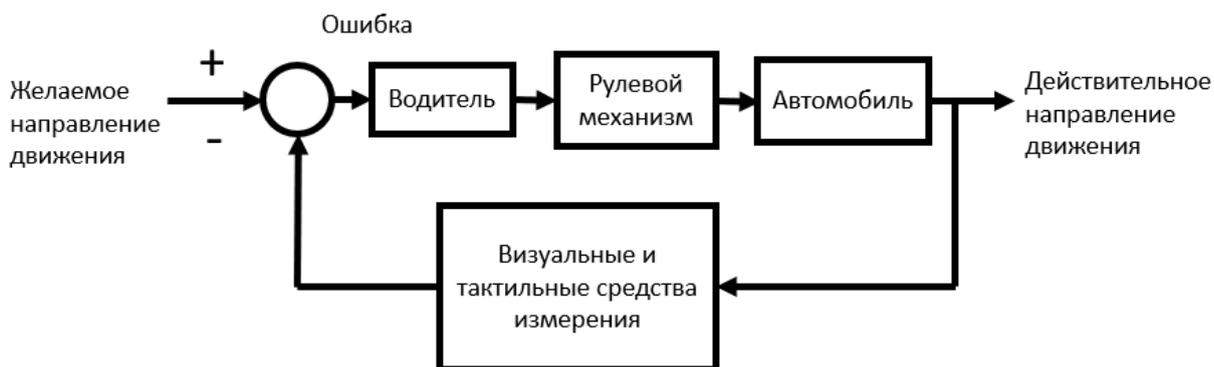 Ошибка
+
-
Желаемое
направление
движения
Водитель
Рулевой
механизм
Автомобиль
Действительное
направление
движения
Визуальные и
тактильные средства
измерения